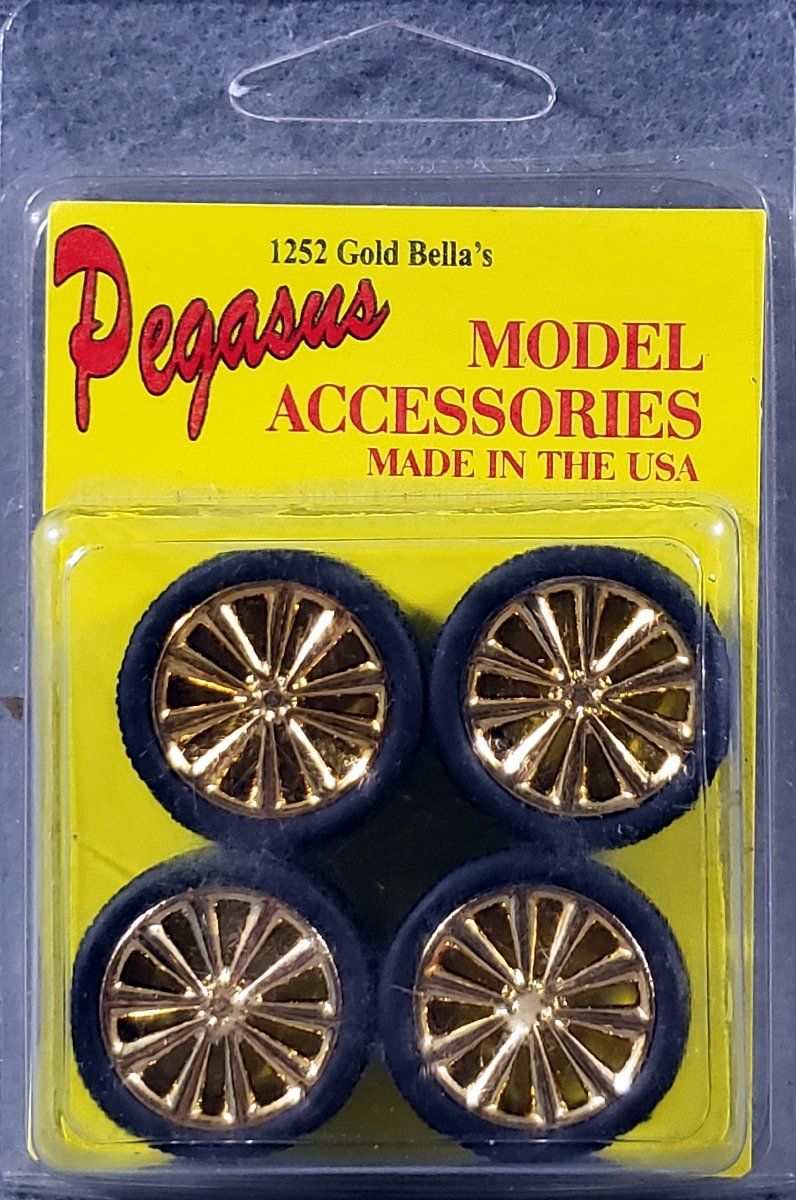 1252 Gold Bella's
Pegasus
MODEL
ACCESSORIES
MADE IN THE USA